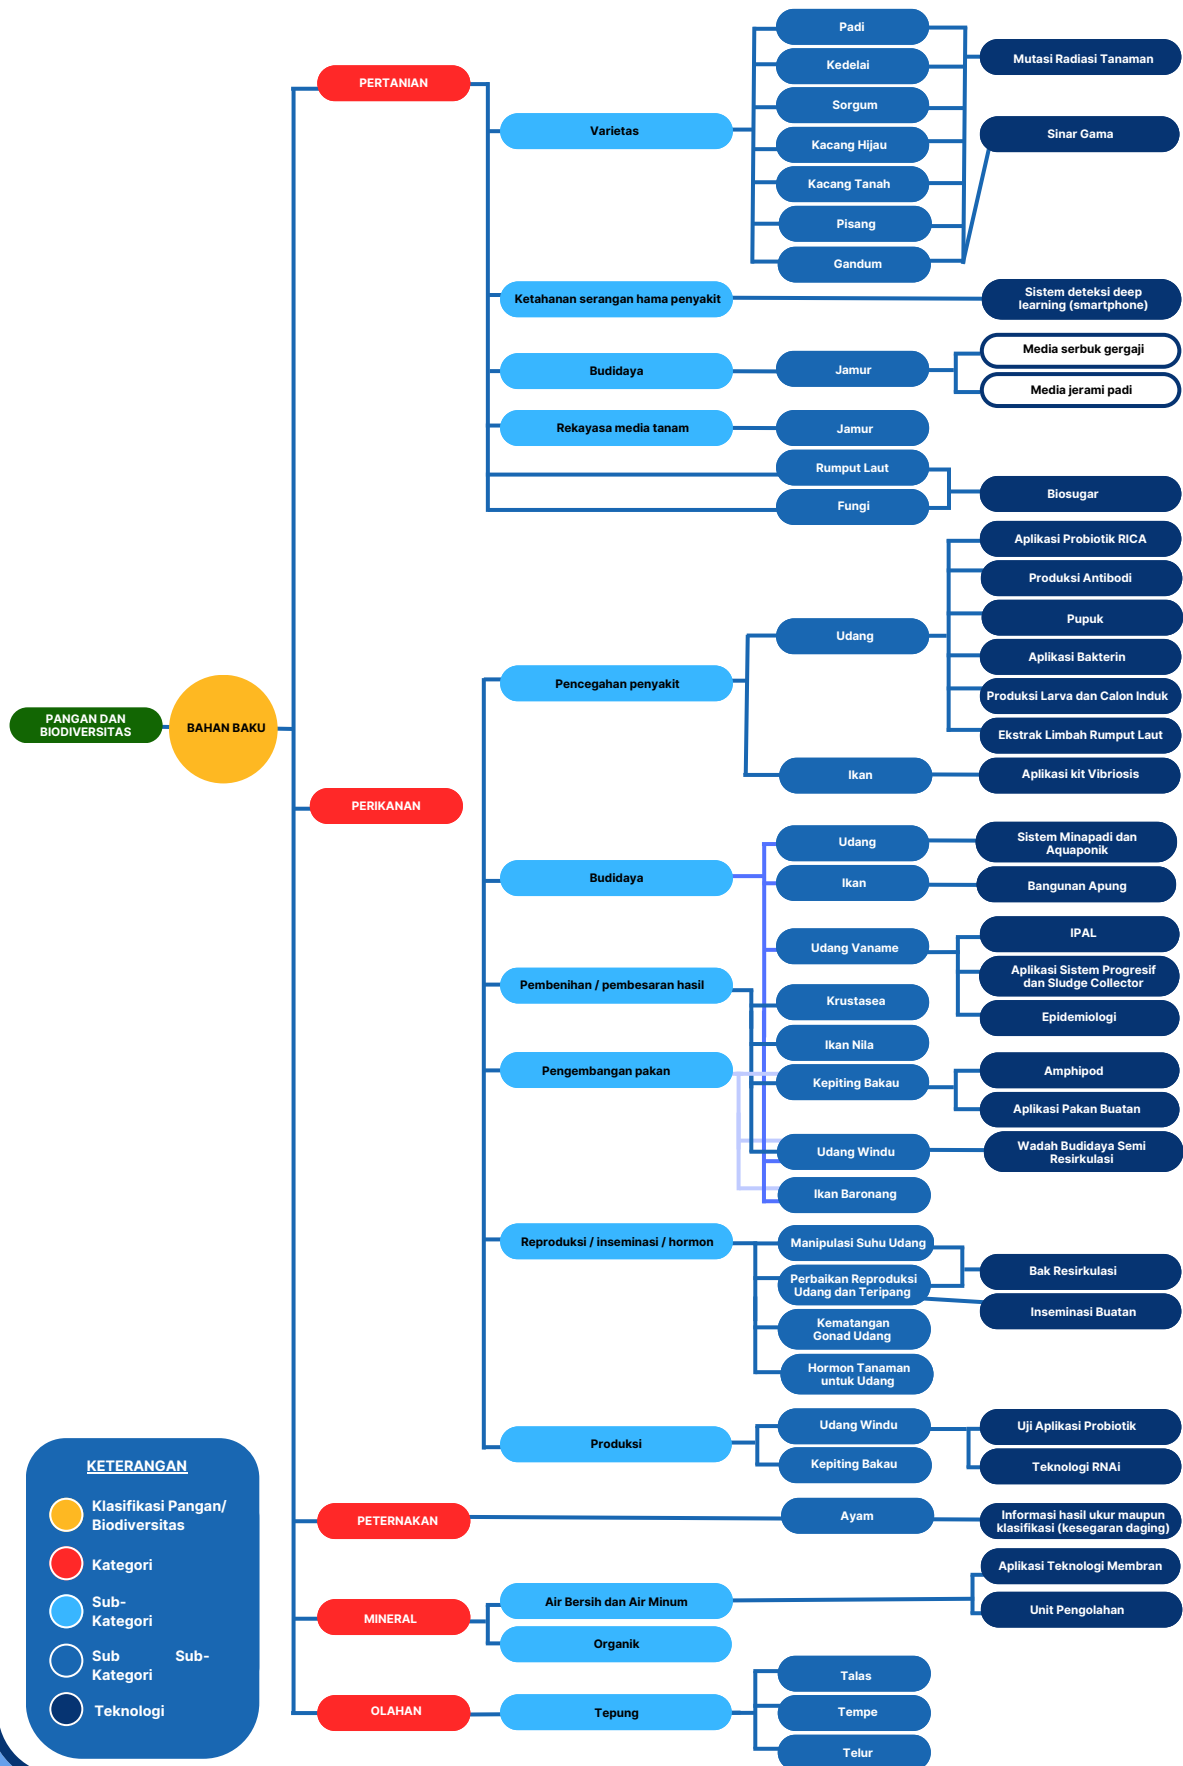 PANGAN DAN
BIODIVERSITAS
BAHAN BAKU
PERTANIAN
Varietas
Padi
Kedelai
Sorgum
Kacang Hijau
Kacang Tanah
Pisang
Gandum
Mutasi Radiasi Tanaman
Sinar Gama
Ketahanan serangan hama penyakit
Sistem deteksi deep
learning (smartphone)
Budidaya
Jamur
Media serbuk gergaji
Media jerami padi
Rekayasa media tanam
Jamur
Rumput Laut
Fungi
Biosugar
PERIKANAN
Pencegahan penyakit
Udang
Aplikasi Probiotik RICA
Produksi Antibodi
Pupuk
Aplikasi Bakterin
Produksi Larva dan Calon Induk
Ekstrak Limbah Rumput Laut
Ikan
Aplikasi kit Vibriosis
Budidaya
Udang
Sistem Minapadi dan
Aquaponik
Ikan
Bangunan Apung
Udang Vaname
IPAL
Aplikasi Sistem Progresif
dan Sludge Collector
Epidemiologi
Pembenihan / pembesaran hasil
Krustasea
Ikan Nila
Pengembangan pakan
Kepiting Bakau
Amphipod
Aplikasi Pakan Buatan
Udang Windu
Wadah Budidaya Semi
Resirkulasi
Ikan Baronang
Reproduksi / inseminasi / hormon
Manipulasi Suhu Udang
Perbaikan Reproduksi
Udang dan Teripang
Kematangan
Gonad Udang
Hormon Tanaman
untuk Udang
Bak Resirkulasi
Inseminasi Buatan
Produksi
Udang Windu
Kepiting Bakau
Uji Aplikasi Probiotik
Teknologi RNAi
PETERNAKAN
Ayam
Informasi hasil ukur maupun
klasifikasi (kesegaran daging)
MINERAL
Air Bersih dan Air Minum
Organik
Aplikasi Teknologi Membran
Unit Pengolahan
OLAHAN
Tepung
Talas
Tempe
Telur
KETERANGAN
Klasifikasi Pangan/
Biodiversitas
Kategori
Sub-
Kategori
Sub Sub-
Kategori
Teknologi